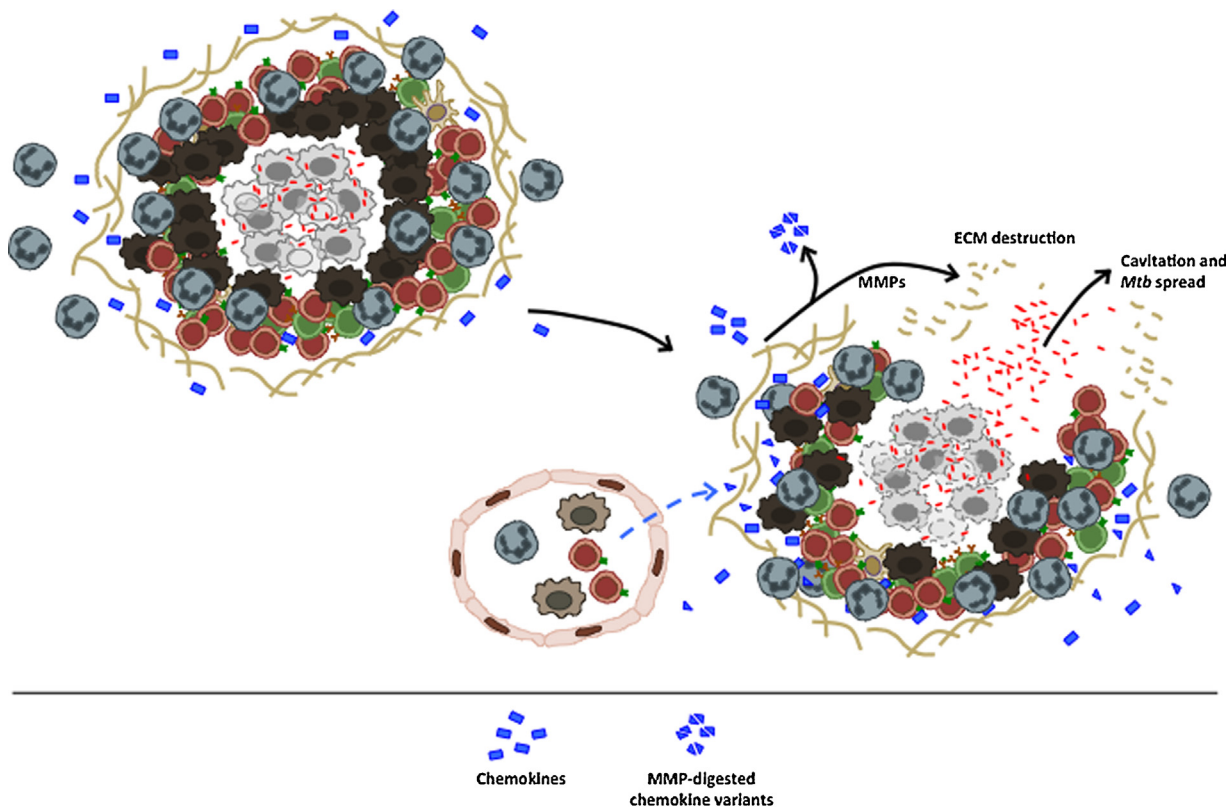 ECM destruction
MMPs
Cavitation and
Mtb spread
Chemokines
MMP-digested
chemokine variants